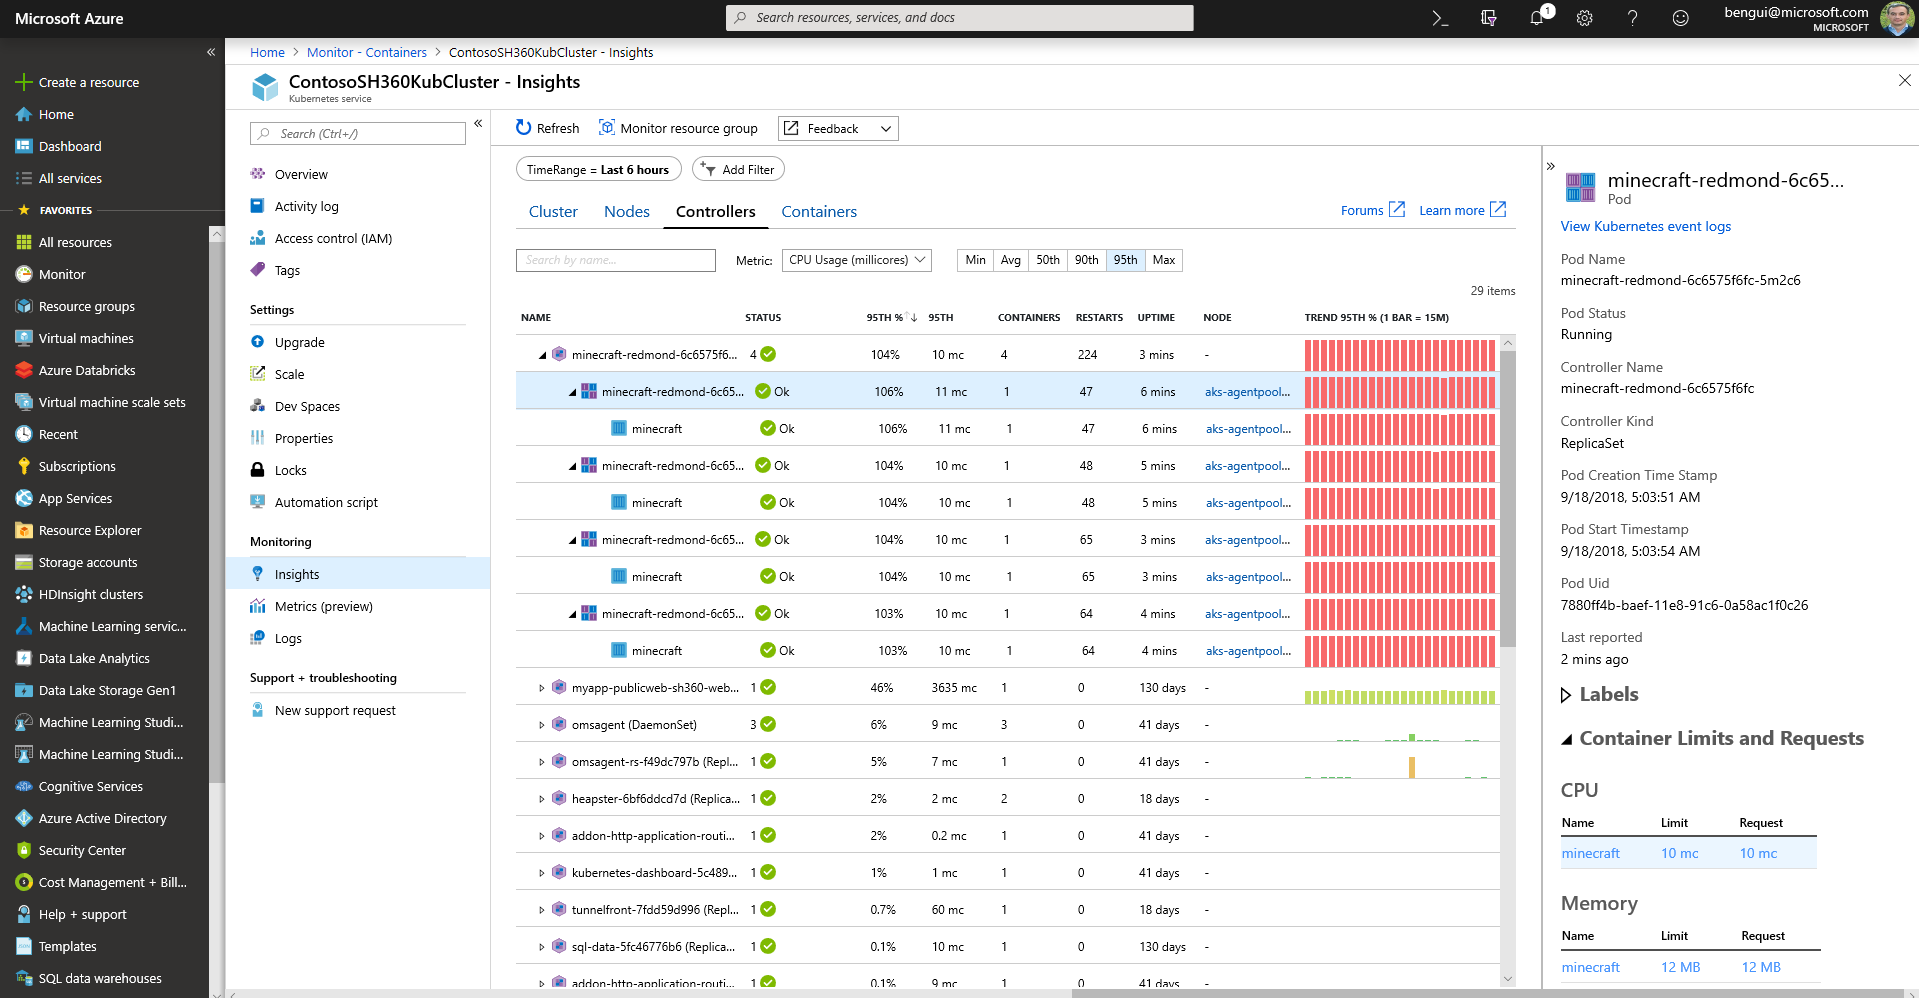 Microsoft Azure
Search resources, services, and docs
1
bengui@microsoft.com
MICROSOFT
Create a resource
Home
Dashboard
All services
FAVORITES
All resources
Monitor
Resource groups
Virtual machines
Azure Databricks
Virtual machine scale sets
Recent
Subscriptions
App Services
Resource Explorer
Storage accounts
HDInsight clusters
Machine Learning servic...
Data Lake Analytics
Data Lake Storage Gen1
Machine Learning Studi...
Machine Learning Studi...
Cognitive Services
Azure Active Directory
Security Center
Cost Management + Bill...
Help + support
Templates
SQL data warehouses
Home > Monitor - Containers > ContosoSH360KubCluster - Insights
ContosoSH360KubCluster - Insights
Kubernetes service
Search (Ctrl+/)
Overview
Activity log
Access control (IAM)
Tags
Settings
Upgrade
Scale
Dev Spaces
Properties
Locks
Automation script
Monitoring
Insights
Metrics (preview)
Logs
Support + troubleshooting
New support request
Refresh Monitor resource group Feedback
TimeRange = Last 6 hours Add Filter
Cluster Nodes Controllers Containers Forums Learn more
Search by name... Metric: CPU Usage (millicores) Min Avg 50th 90th 95th Max
29 items
NAME STATUS 95TH % 95TH CONTAINERS RESTARTS UPTIME NODE TREND 95TH % (1 BAR = 15M)
minecraft-redmond-6c6575f6... 4 104% 10 mc 4 224 3 mins -
minecraft-redmond-6c65... Ok 106% 11 mc 1 47 6 mins aks-agentpool...
minecraft Ok 106% 11 mc 1 47 6 mins aks-agentpool...
minecraft-redmond-6c65... Ok 104% 10 mc 1 48 5 mins aks-agentpool...
minecraft Ok 104% 10 mc 1 48 5 mins aks-agentpool...
minecraft-redmond-6c65... Ok 104% 10 mc 1 65 3 mins aks-agentpool...
minecraft Ok 104% 10 mc 1 65 3 mins aks-agentpool...
minecraft-redmond-6c65... Ok 103% 10 mc 1 64 4 mins aks-agentpool...
minecraft Ok 103% 10 mc 1 64 4 mins aks-agentpool...
myapp-publicweb-sh360-web... 1 46% 3635 mc 1 0 130 days -
omsagent (DaemonSet) 3 6% 9 mc 3 0 41 days -
omsagent-rs-f49dc797b (Repl... 1 5% 7 mc 1 0 41 days -
heapster-6bf6ddcd7d (Replica... 1 2% 2 mc 2 0 18 days -
addon-http-application-routi... 1 2% 0.2 mc 1 0 41 days -
kubernetes-dashboard-5c489... 1 1% 1 mc 1 0 41 days -
tunnelfront-7fdd59d996 (Repl... 1 0.7% 60 mc 1 0 18 days -
sql-data-5fc46776b6 (Replica... 1 0.1% 10 mc 1 0 130 days -
addon-http-application-routi... 1 0.1% 9 mc 1 0 41 days -
minecraft-redmond-6c65...
Pod
View Kubernetes event logs
Pod Name
minecraft-redmond-6c6575f6fc-5m2c6
Pod Status
Running
Controller Name
minecraft-redmond-6c6575f6fc
Controller Kind
ReplicaSet
Pod Creation Time Stamp
9/18/2018, 5:03:51 AM
Pod Start Timestamp
9/18/2018, 5:03:54 AM
Pod Uid
7880ff4b-baef-11e8-91c6-0a58ac1f0c26
Last reported
2 mins ago
Labels
Container Limits and Requests
CPU
Name Limit Request
minecraft 10 mc 10 mc
Memory
Name Limit Request
minecraft 12 MB 12 MB